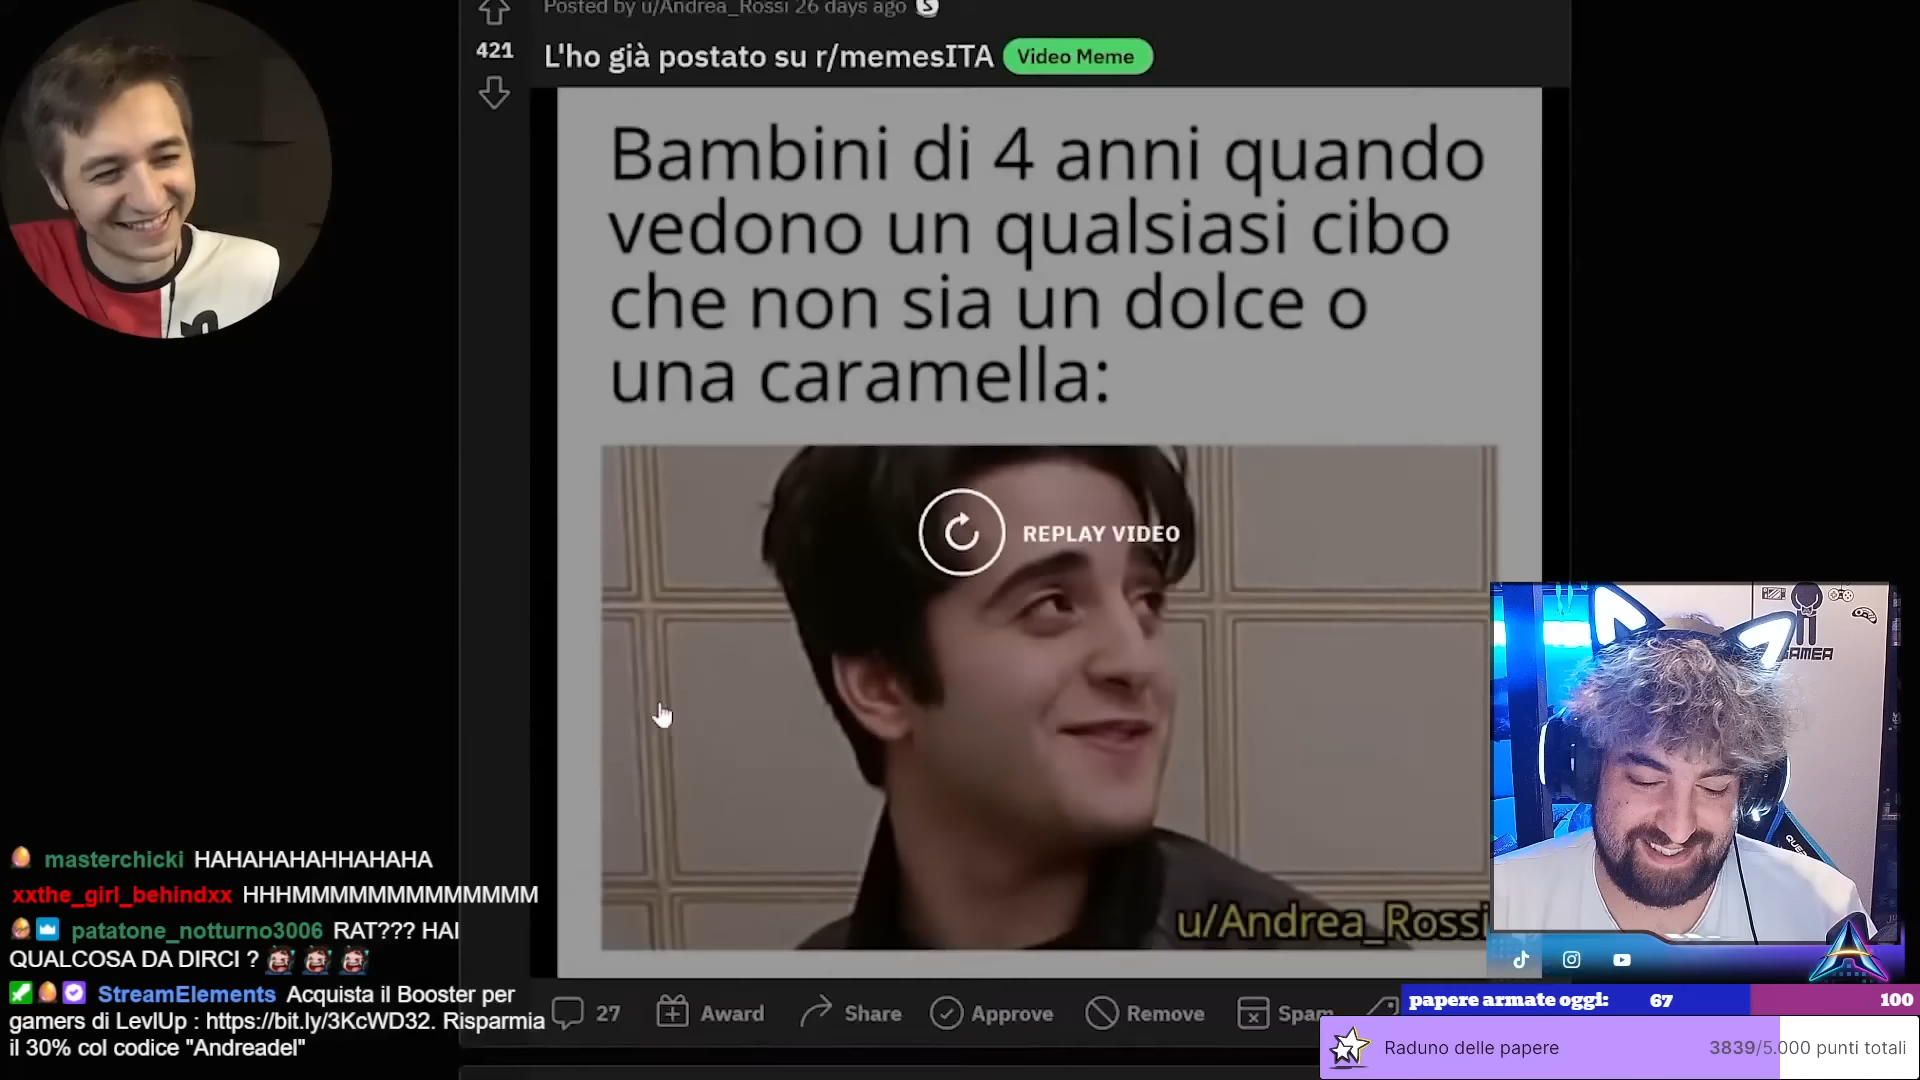 Posted by u/Andrea_Rossi 26 days ago
421
L'ho già postato su r/memesITA
Video Meme
Bambini di 4 anni quando
vedono un qualsiasi cibo
che non sia un dolce o
una caramella:
REPLAY VIDEO
u/Andrea_Rossi
27
Award
Share
Approve
Remove
Spam
masterchicki HAHAHAHAHHAHAHA
xxthe_girl_behindxx HHHMMMMMMMMMMMMM
patatone_notturno3006 RAT??? HAI
QUALCOSA DA DIRCI ?
StreamElements Acquista il Booster per
gamers di LevlUp : https://bit.ly/3KcWD32. Risparmia
il 30% col codice "Andreadel"
GAMER
papere armate oggi: 67 100
Raduno delle papere 3839/5.000 punti totali